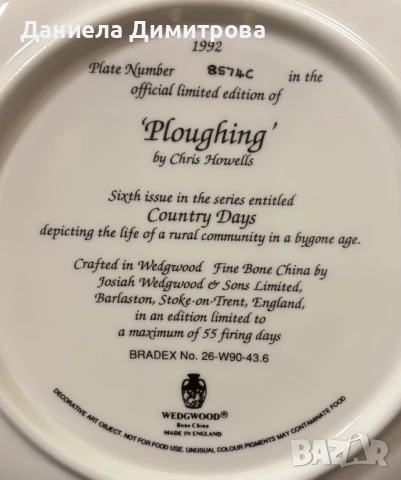 Даниела Димитрова
1992
Plate Number 8574C in the
official limited edition of
'Ploughing'
by Chris Howells
Sixth issue in the series entitled
Country Days
depicting the life of a rural community in a bygone age.
Crafted in Wedgwood Fine Bone China by
Josiah Wedgwood & Sons Limited,
Barlaston, Stoke-on-Trent, England,
in an edition limited to
a maximum of 55 firing days
BRADEX No. 26-W90-43.6
WEDGWOOD®
Bone China
MADE IN ENGLAND
DECORATIVE ART OBJECT. NOT FOR FOOD USE. UNUSUAL COLOUR PIGMENTS MAY CONTAMINATE FOOD
BAZAR